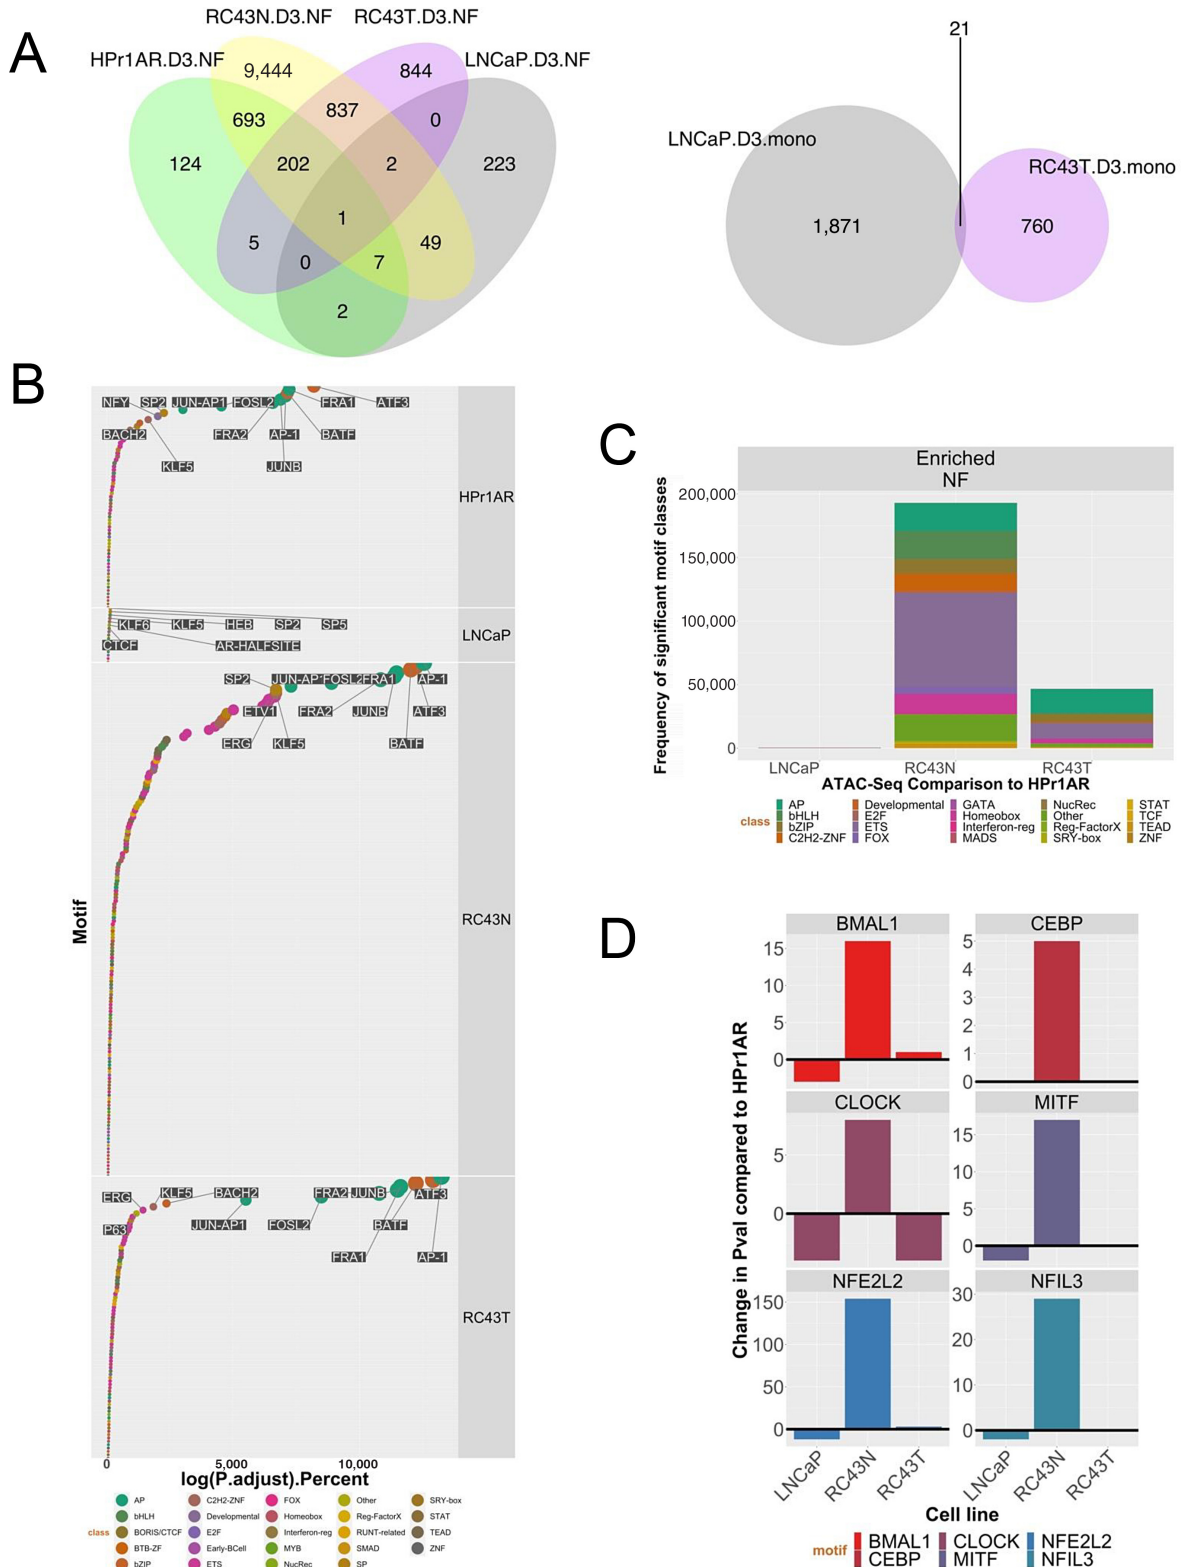 A
RC43N.D3.NF RC43T.D3.NF
HPr1AR.D3.NF LNCaP.D3.NF
9,444 844
693 837 0
124 202 2 223
1
5 0 7 49
2
21
LNCaP.D3.mono
RC43T.D3.mono
1,871 760
B
NFY SP2 JUN-AP1 FOSL2 FRA1 ATF3
BACH2 FRA2 AP-1 BATF
KLF5 JUNB
HPr1AR
KLF6 KLF5 HEB SP2 SP5
CTCF AR-HALFSITE
LNCaP
SP2 JUN-AP1 FOSL2 FRA1 AP-1
ETV1 FRA2 JUNB ATF3
ERG KLF5 BATF
RC43N
ERG KLF5 BACH2 FRA2 JUNB ATF3
P63 JUN-AP1 FOSL2 BATF
FRA1 AP-1
RC43T
Motif
0 5,000 10,000
log(P.adjust).Percent
class
AP C2H2-ZNF FOX Other SRY-box
bHLH Developmental Homeobox Reg-FactorX STAT
BORIS/CTCF E2F Interferon-reg RUNT-related TEAD
BTB-ZF Early-BCell MYB SMAD ZNF
bZIP ETS NucRec SP
C
Enriched
NF
Frequency of significant motif classes
200,000
150,000
100,000
50,000
0
LNCaP RC43N RC43T
ATAC-Seq Comparison to HPr1AR
class
AP Developmental GATA NucRec STAT
bHLH E2F Homeobox Other TCF
bZIP ETS Interferon-reg Reg-FactorX TEAD
C2H2-ZNF FOX MADS SRY-box ZNF
D
Change in Pval compared to HPr1AR
BMAL1
15
10
5
0
CEBP
5
4
3
2
1
0
CLOCK
5
0
MITF
15
10
5
0
NFE2L2
150
100
50
0
NFIL3
30
20
10
0
LNCaP RC43N RC43T LNCaP RC43N RC43T
Cell line
motif
BMAL1 CLOCK NFE2L2
CEBP MITF NFIL3